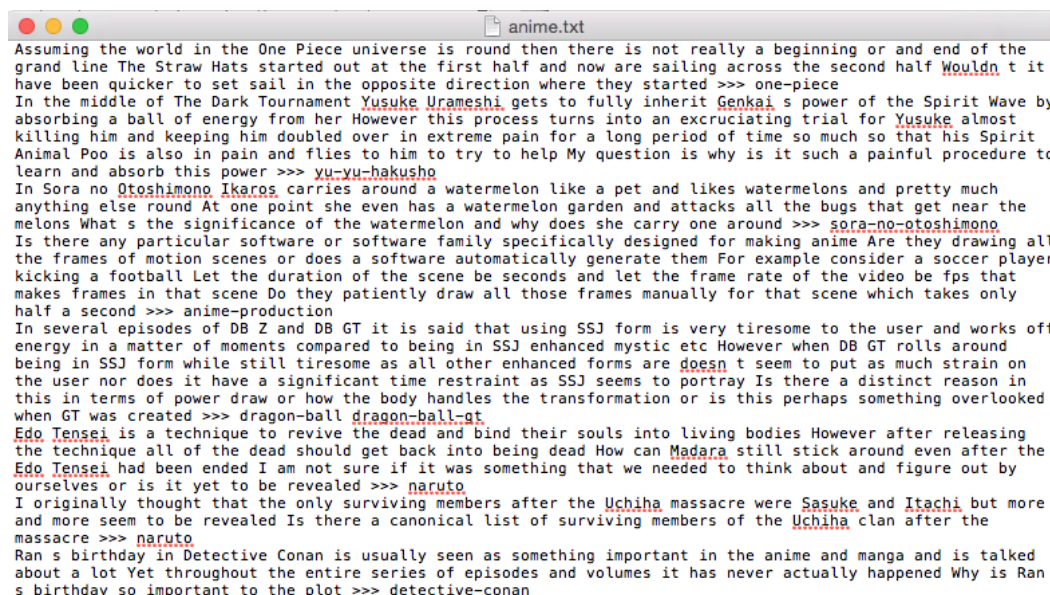 anime.txt
Assuming the world in the One Piece universe is round then there is not really a beginning or and end of the
grand line The Straw Hats started out at the first half and now are sailing across the second half Wouldn t it
have been quicker to set sail in the opposite direction where they started >>> one-piece
In the middle of The Dark Tournament Yusuke Urameshi gets to fully inherit Genkai s power of the Spirit Wave by
absorbing a ball of energy from her However this process turns into an excruciating trial for Yusuke almost
killing him and keeping him doubled over in extreme pain for a long period of time so much so that his Spirit
Animal Poo is also in pain and flies to him to try to help My question is why is it such a painful procedure to
learn and absorb this power >>> yu-yu-hakusho
In Sora no Otoshimono Ikaros carries around a watermelon like a pet and likes watermelons and pretty much
anything else round At one point she even has a watermelon garden and attacks all the bugs that get near the
melons What s the significance of the watermelon and why does she carry one around >>> sora-no-otoshimono
Is there any particular software or software family specifically designed for making anime Are they drawing all
the frames of motion scenes or does a software automatically generate them For example consider a soccer player
kicking a football Let the duration of the scene be seconds and let the frame rate of the video be fps that
makes frames in that scene Do they patiently draw all those frames manually for that scene which takes only
half a second >>> anime-production
In several episodes of DB Z and DB GT it is said that using SSJ form is very tiresome to the user and works off
energy in a matter of moments compared to being in SSJ enhanced mystic etc However when DB GT rolls around
being in SSJ form while still tiresome as all other enhanced forms are doesn t seem to put as much strain on
the user nor does it have a significant time restraint as SSJ seems to portray Is there a distinct reason in
this in terms of power draw or how the body handles the transformation or is this perhaps something overlooked
when GT was created >>> dragon-ball dragon-ball-gt
Edo Tensei is a technique to revive the dead and bind their souls into living bodies However after releasing
the technique all of the dead should get back into being dead How can Madara still stick around even after the
Edo Tensei had been ended I am not sure if it was something that we needed to think about and figure out by
ourselves or is it yet to be revealed >>> naruto
I originally thought that the only surviving members after the Uchiha massacre were Sasuke and Itachi but more
and more seem to be revealed Is there a canonical list of surviving members of the Uchiha clan after the
massacre >>> naruto
Ran s birthday in Detective Conan is usually seen as something important in the anime and manga and is talked
about a lot Yet throughout the entire series of episodes and volumes it has never actually happened Why is Ran
s birthday so important to the plot >>> detective-conan